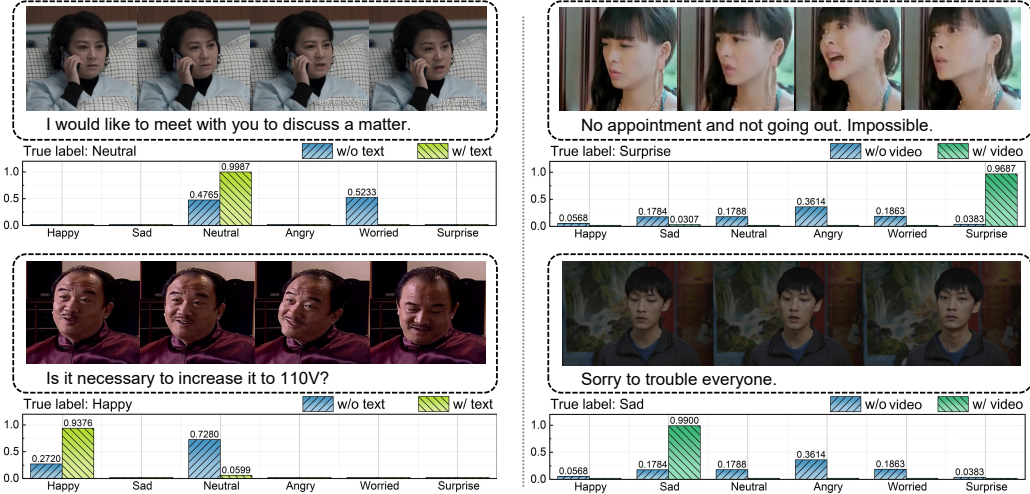 I would like to meet with you to discuss a matter.
True label: Neutral
w/o text
w/ text
1.0
0.5
0.0
0.4765
0.9987
0.5233
Happy
Sad
Neutral
Angry
Worried
Surprise
No appointment and not going out. Impossible.
True label: Surprise
w/o video
w/ video
1.0
0.5
0.0
0.0568
0.1784
0.0307
0.1788
0.3614
0.1863
0.0383
0.9687
Happy
Sad
Neutral
Angry
Worried
Surprise
Is it necessary to increase it to 110V?
True label: Happy
w/o text
w/ text
1.0
0.5
0.0
0.2720
0.9376
0.7280
0.0599
Happy
Sad
Neutral
Angry
Worried
Surprise
Sorry to trouble everyone.
True label: Sad
w/o video
w/ video
1.0
0.5
0.0
0.0568
0.1784
0.9900
0.1788
0.3614
0.1863
0.0383
Happy
Sad
Neutral
Angry
Worried
Surprise